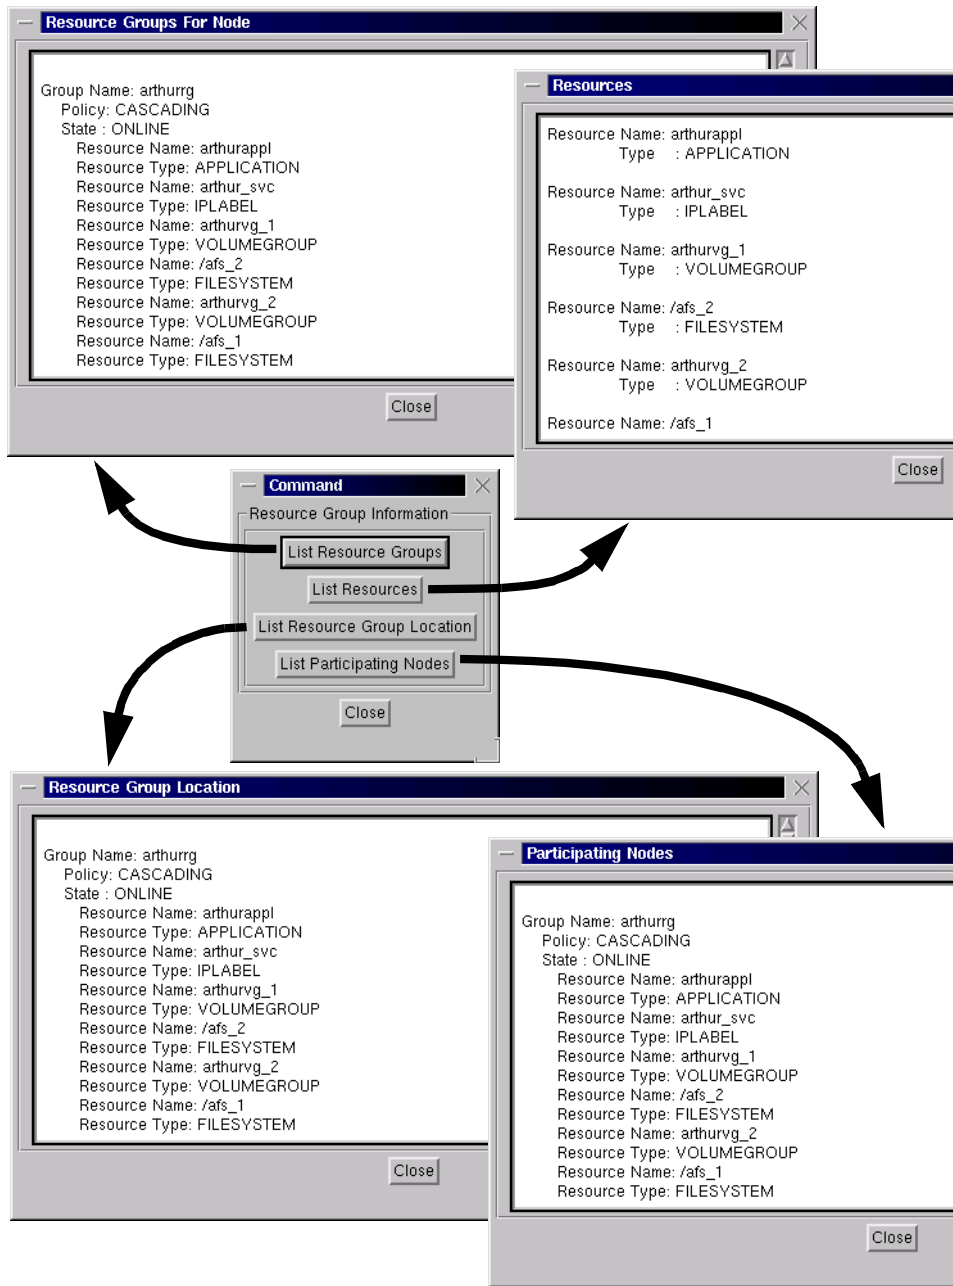 Resource Groups For Node
Group Name: arthurrg
Policy: CASCADING
State : ONLINE
Resource Name: arthurappl
Resource Type: APPLICATION
Resource Name: arthur_svc
Resource Type: IPLABEL
Resource Name: arthurvg_1
Resource Type: VOLUMEGROUP
Resource Name: /afs_2
Resource Type: FILESYSTEM
Resource Name: arthurvg_2
Resource Type: VOLUMEGROUP
Resource Name: /afs_1
Resource Type: FILESYSTEM
Close
Resources
Resource Name: arthurappl
Type : APPLICATION
Resource Name: arthur_svc
Type : IPLABEL
Resource Name: arthurvg_1
Type : VOLUMEGROUP
Resource Name: /afs_2
Type : FILESYSTEM
Resource Name: arthurvg_2
Type : VOLUMEGROUP
Resource Name: /afs_1
Close
Command
Resource Group Information
List Resource Groups
List Resources
List Resource Group Location
List Participating Nodes
Close
Resource Group Location
Group Name: arthurrg
Policy: CASCADING
State : ONLINE
Resource Name: arthurappl
Resource Type: APPLICATION
Resource Name: arthur_svc
Resource Type: IPLABEL
Resource Name: arthurvg_1
Resource Type: VOLUMEGROUP
Resource Name: /afs_2
Resource Type: FILESYSTEM
Resource Name: arthurvg_2
Resource Type: VOLUMEGROUP
Resource Name: /afs_1
Resource Type: FILESYSTEM
Close
Participating Nodes
Group Name: arthurrg
Policy: CASCADING
State : ONLINE
Resource Name: arthurappl
Resource Type: APPLICATION
Resource Name: arthur_svc
Resource Type: IPLABEL
Resource Name: arthurvg_1
Resource Type: VOLUMEGROUP
Resource Name: /afs_2
Resource Type: FILESYSTEM
Resource Name: arthurvg_2
Resource Type: VOLUMEGROUP
Resource Name: /afs_1
Resource Type: FILESYSTEM
Close